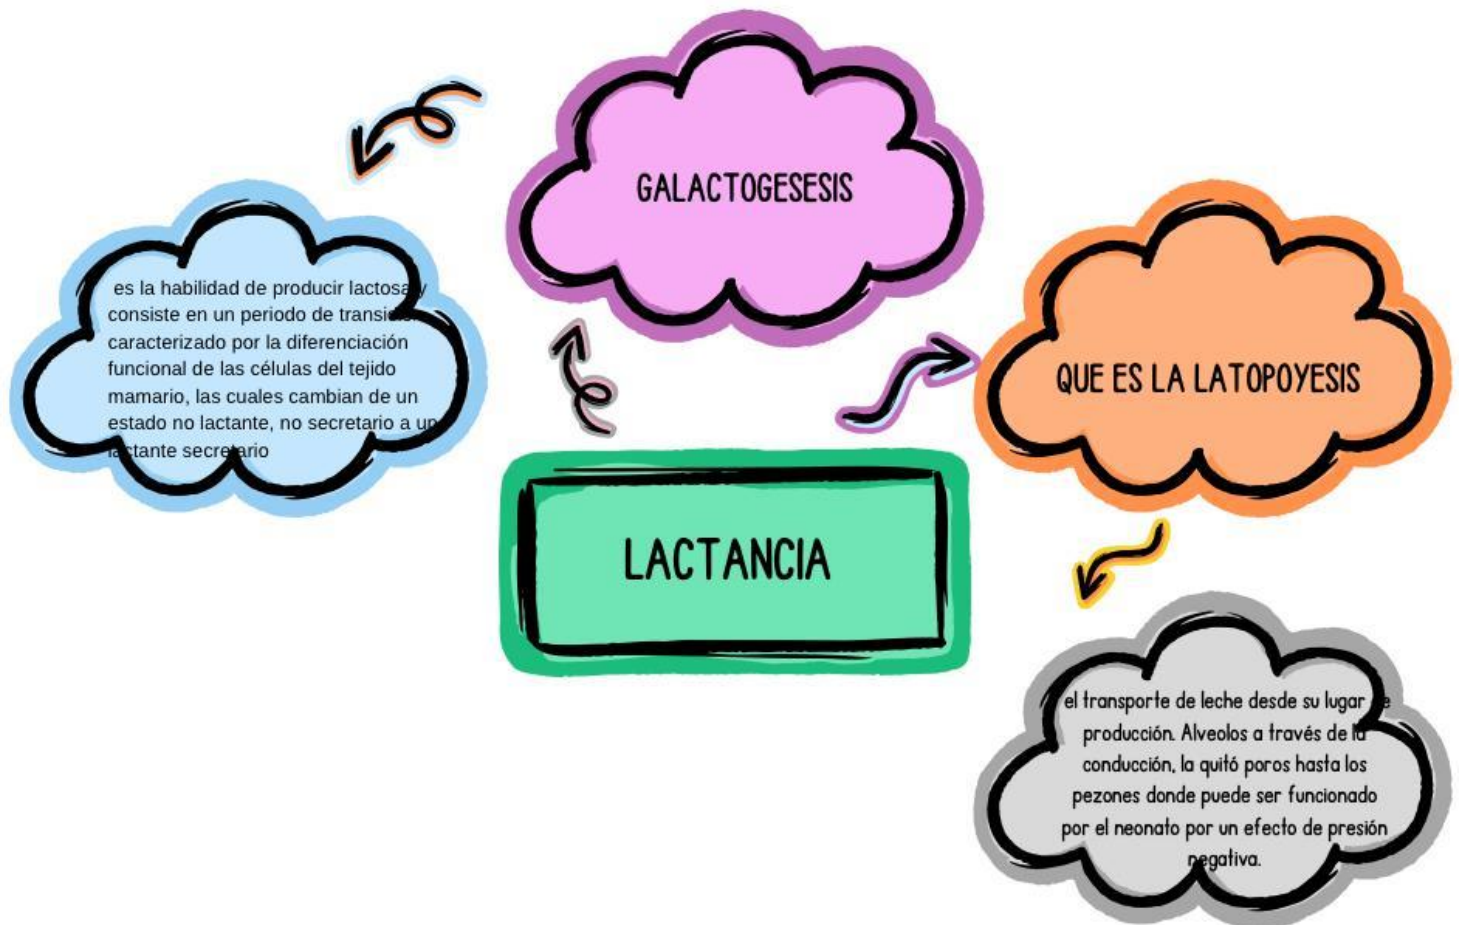 GALACTOGESESIS
es la habilidad de producir lactosa y
consiste en un periodo de transición
caracterizado por la diferenciación
funcional de las células del tejido
mamario, las cuales cambian de un
estado no lactante, no secretario a un
lactante secretario
QUE ES LA LATOPOYESIS
LACTANCIA
el transporte de leche desde su lugar de
producción. Alveolos a través de la
conducción, la quitó poros hasta los
pezones donde puede ser funcionado
por el neonato por un efecto de presión
negativa.